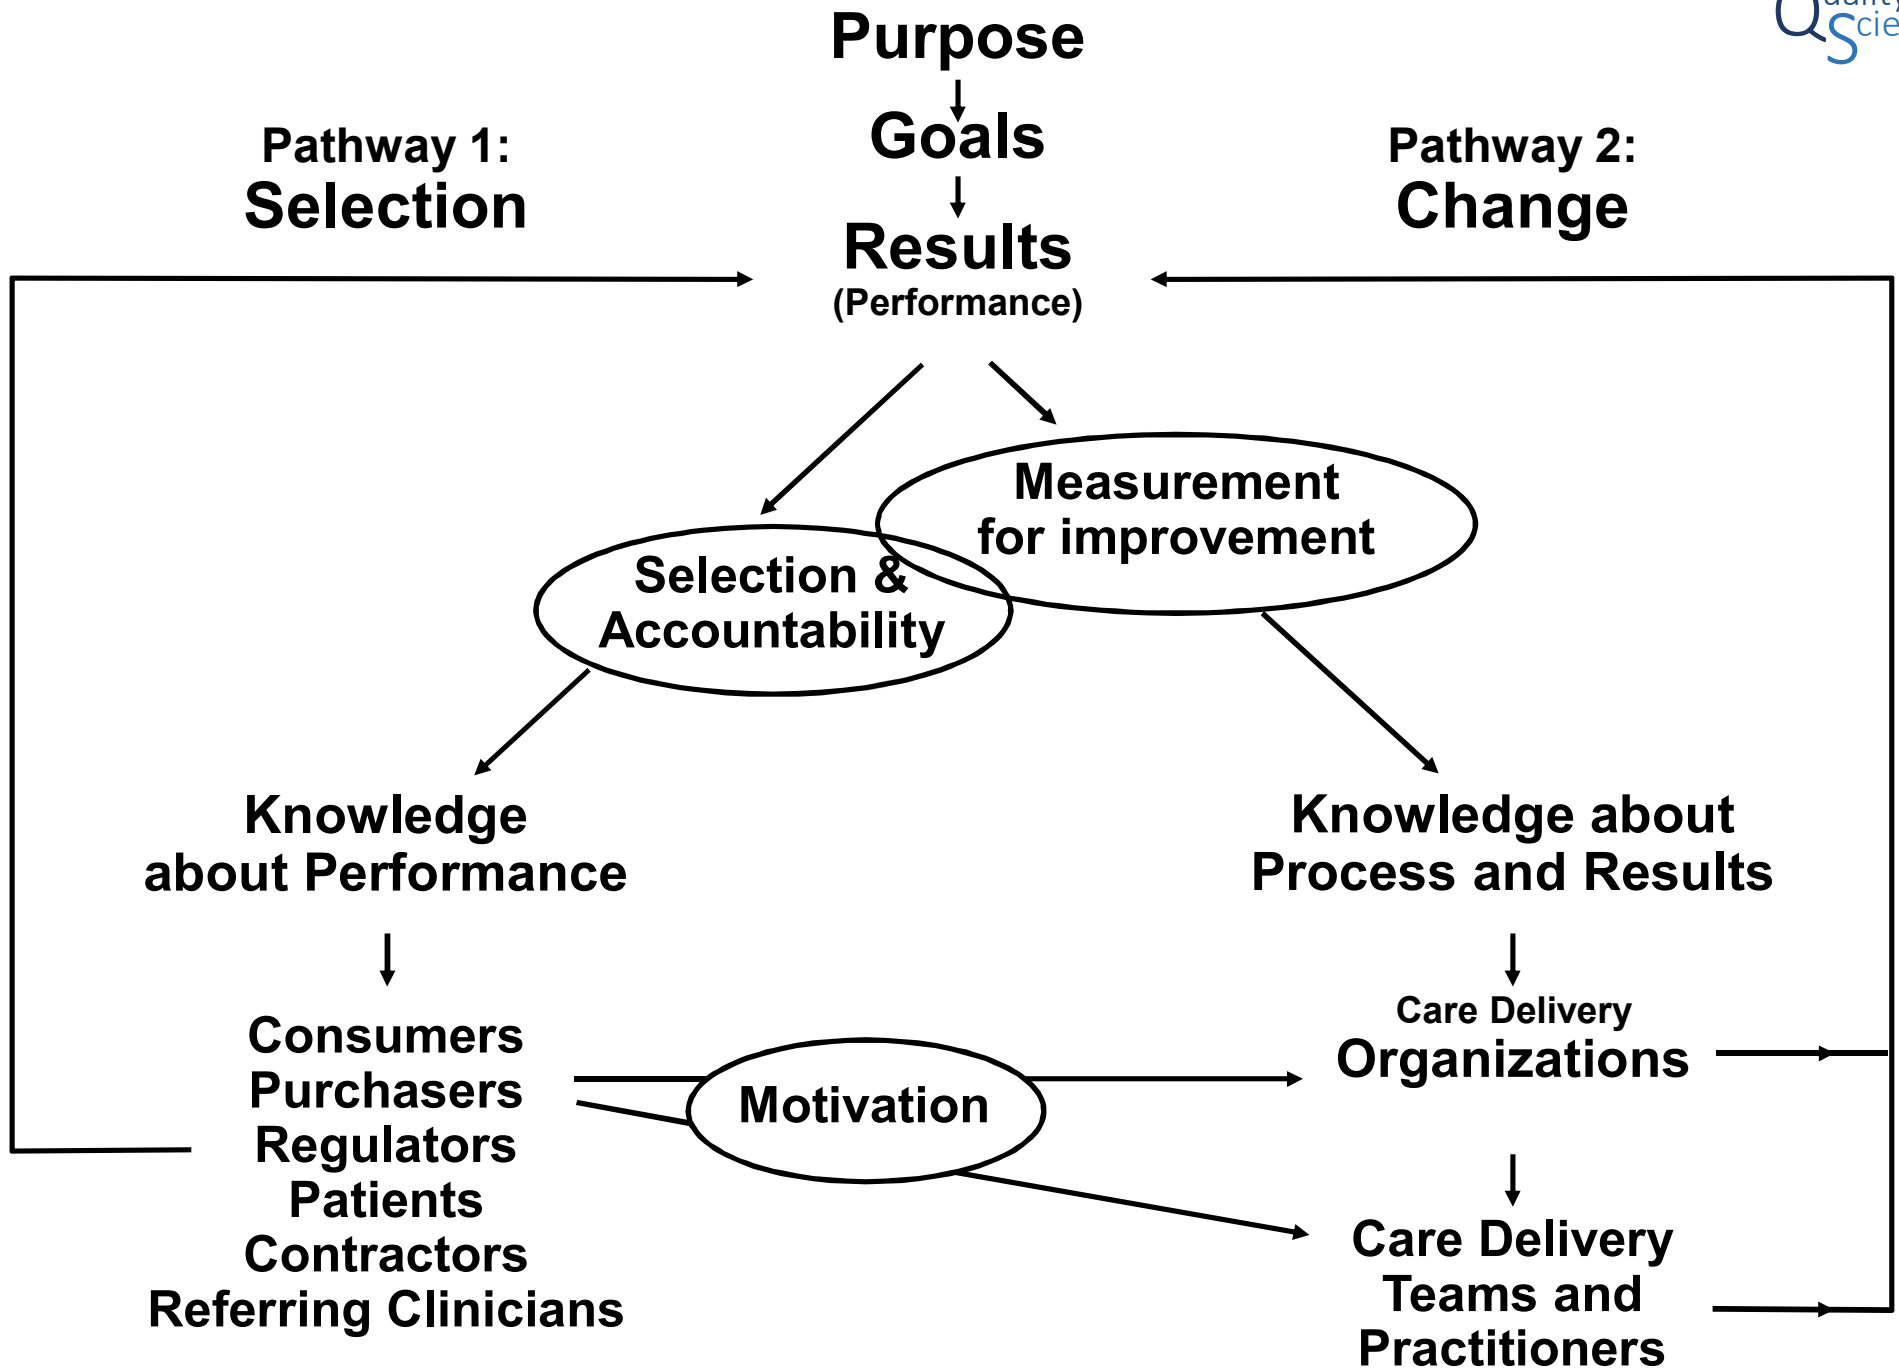 Purpose
Goals
Results
(Performance)
Pathway 1:
Selection
Pathway 2:
Change
Measurement
for improvement
Selection &
Accountability
Knowledge
about Performance
Knowledge about
Process and Results
Consumers
Purchasers
Regulators
Patients
Contractors
Referring Clinicians
Motivation
Care Delivery
Organizations
Care Delivery
Teams and
Practitioners